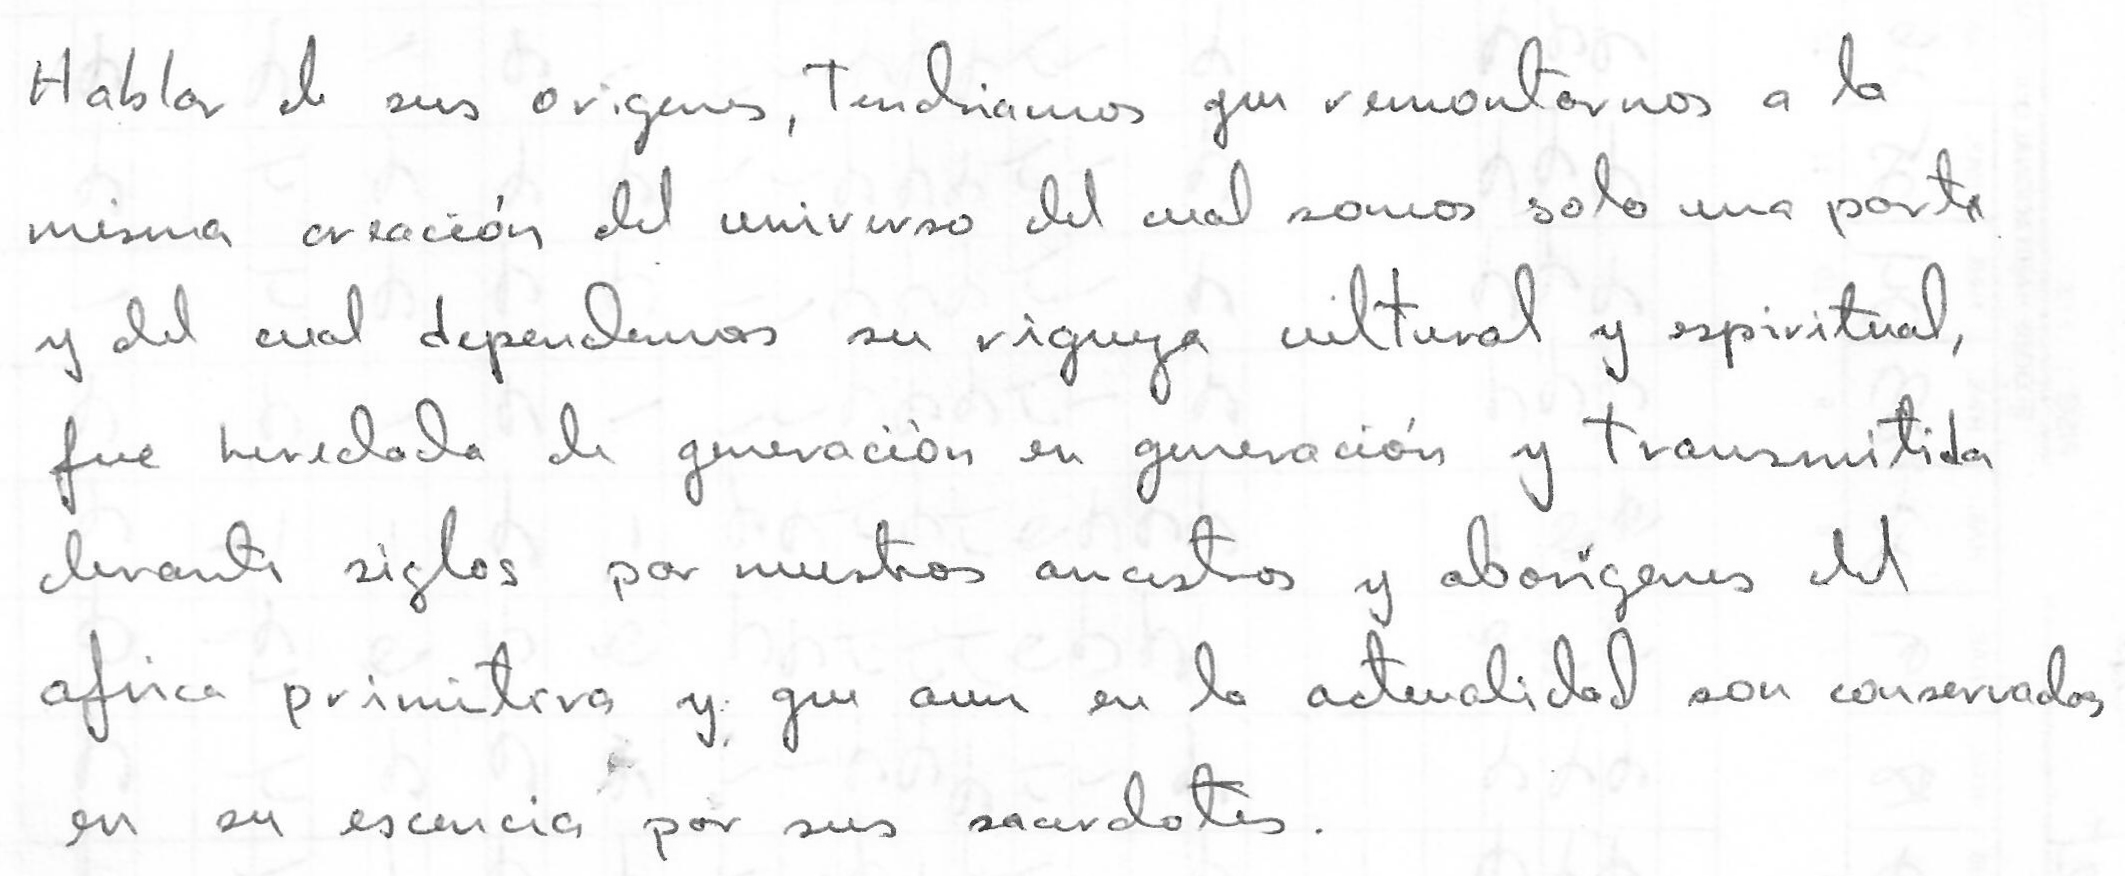 Hablar de sus origenes, Tendriamos que remontarnos a la
misma creación del universo del cual somos solo una parte
y del cual dependemos su riqueza cultural y espiritual,
fue heredada de generación en generación y transmitida
durante siglos por nuestros ancestros y aborígenes del
africa primitiva y que aun en la actualidad son conservados
en su escencia por sus sacerdotes.